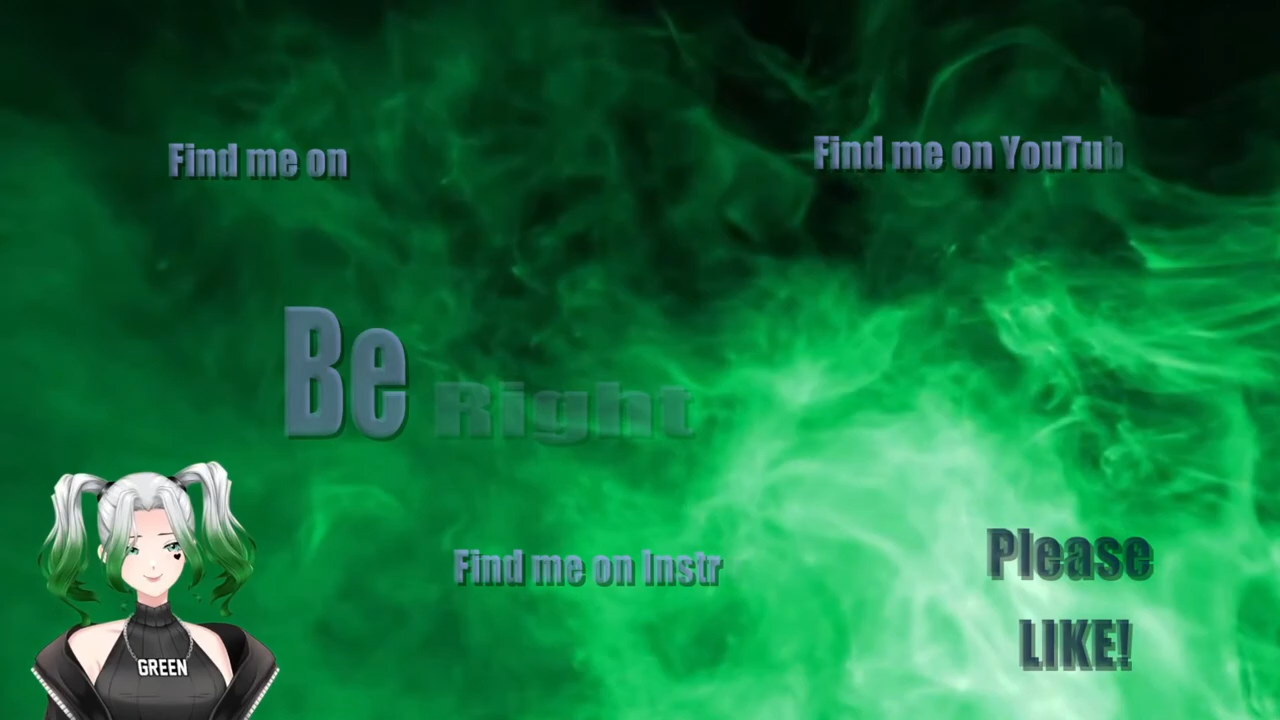 Find me on
Find me on YouTub
Be Right
Find me on Instr
GREEN
Please
LIKE!